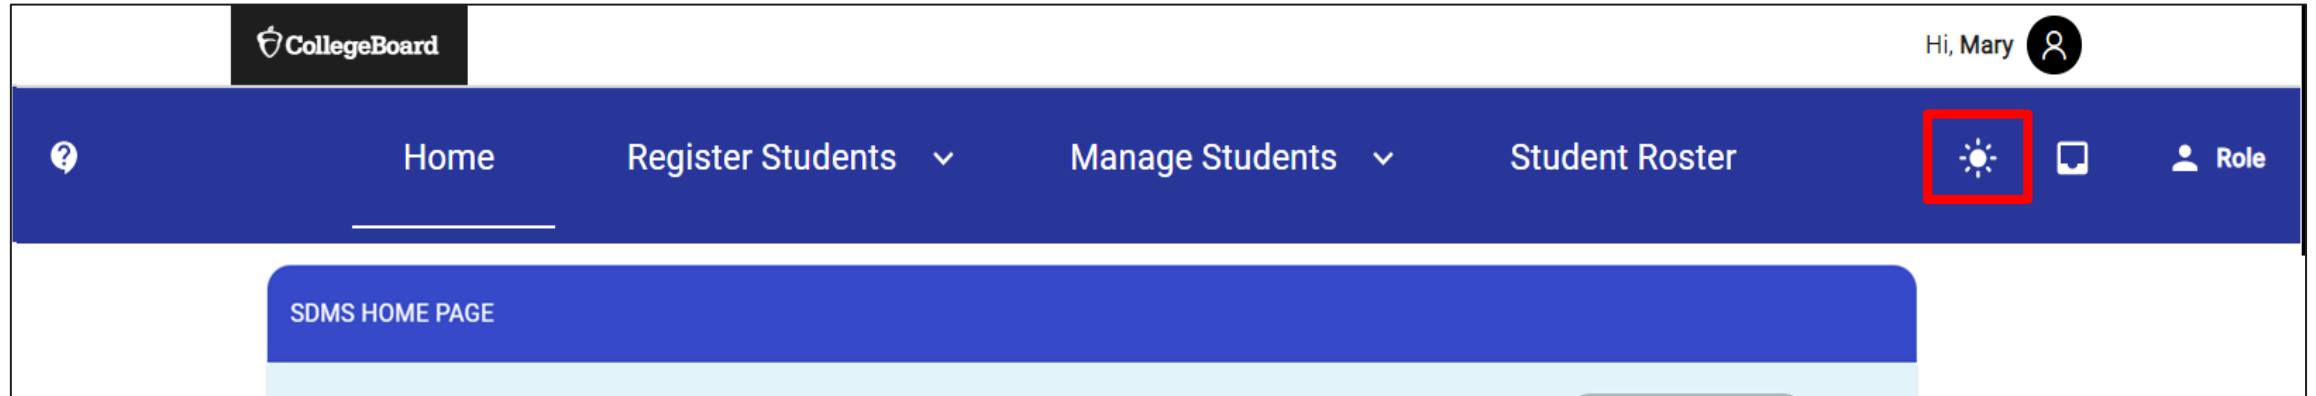 CollegeBoard
Hi, Mary
Home Register Students Manage Students Student Roster Role
SDMS HOME PAGE